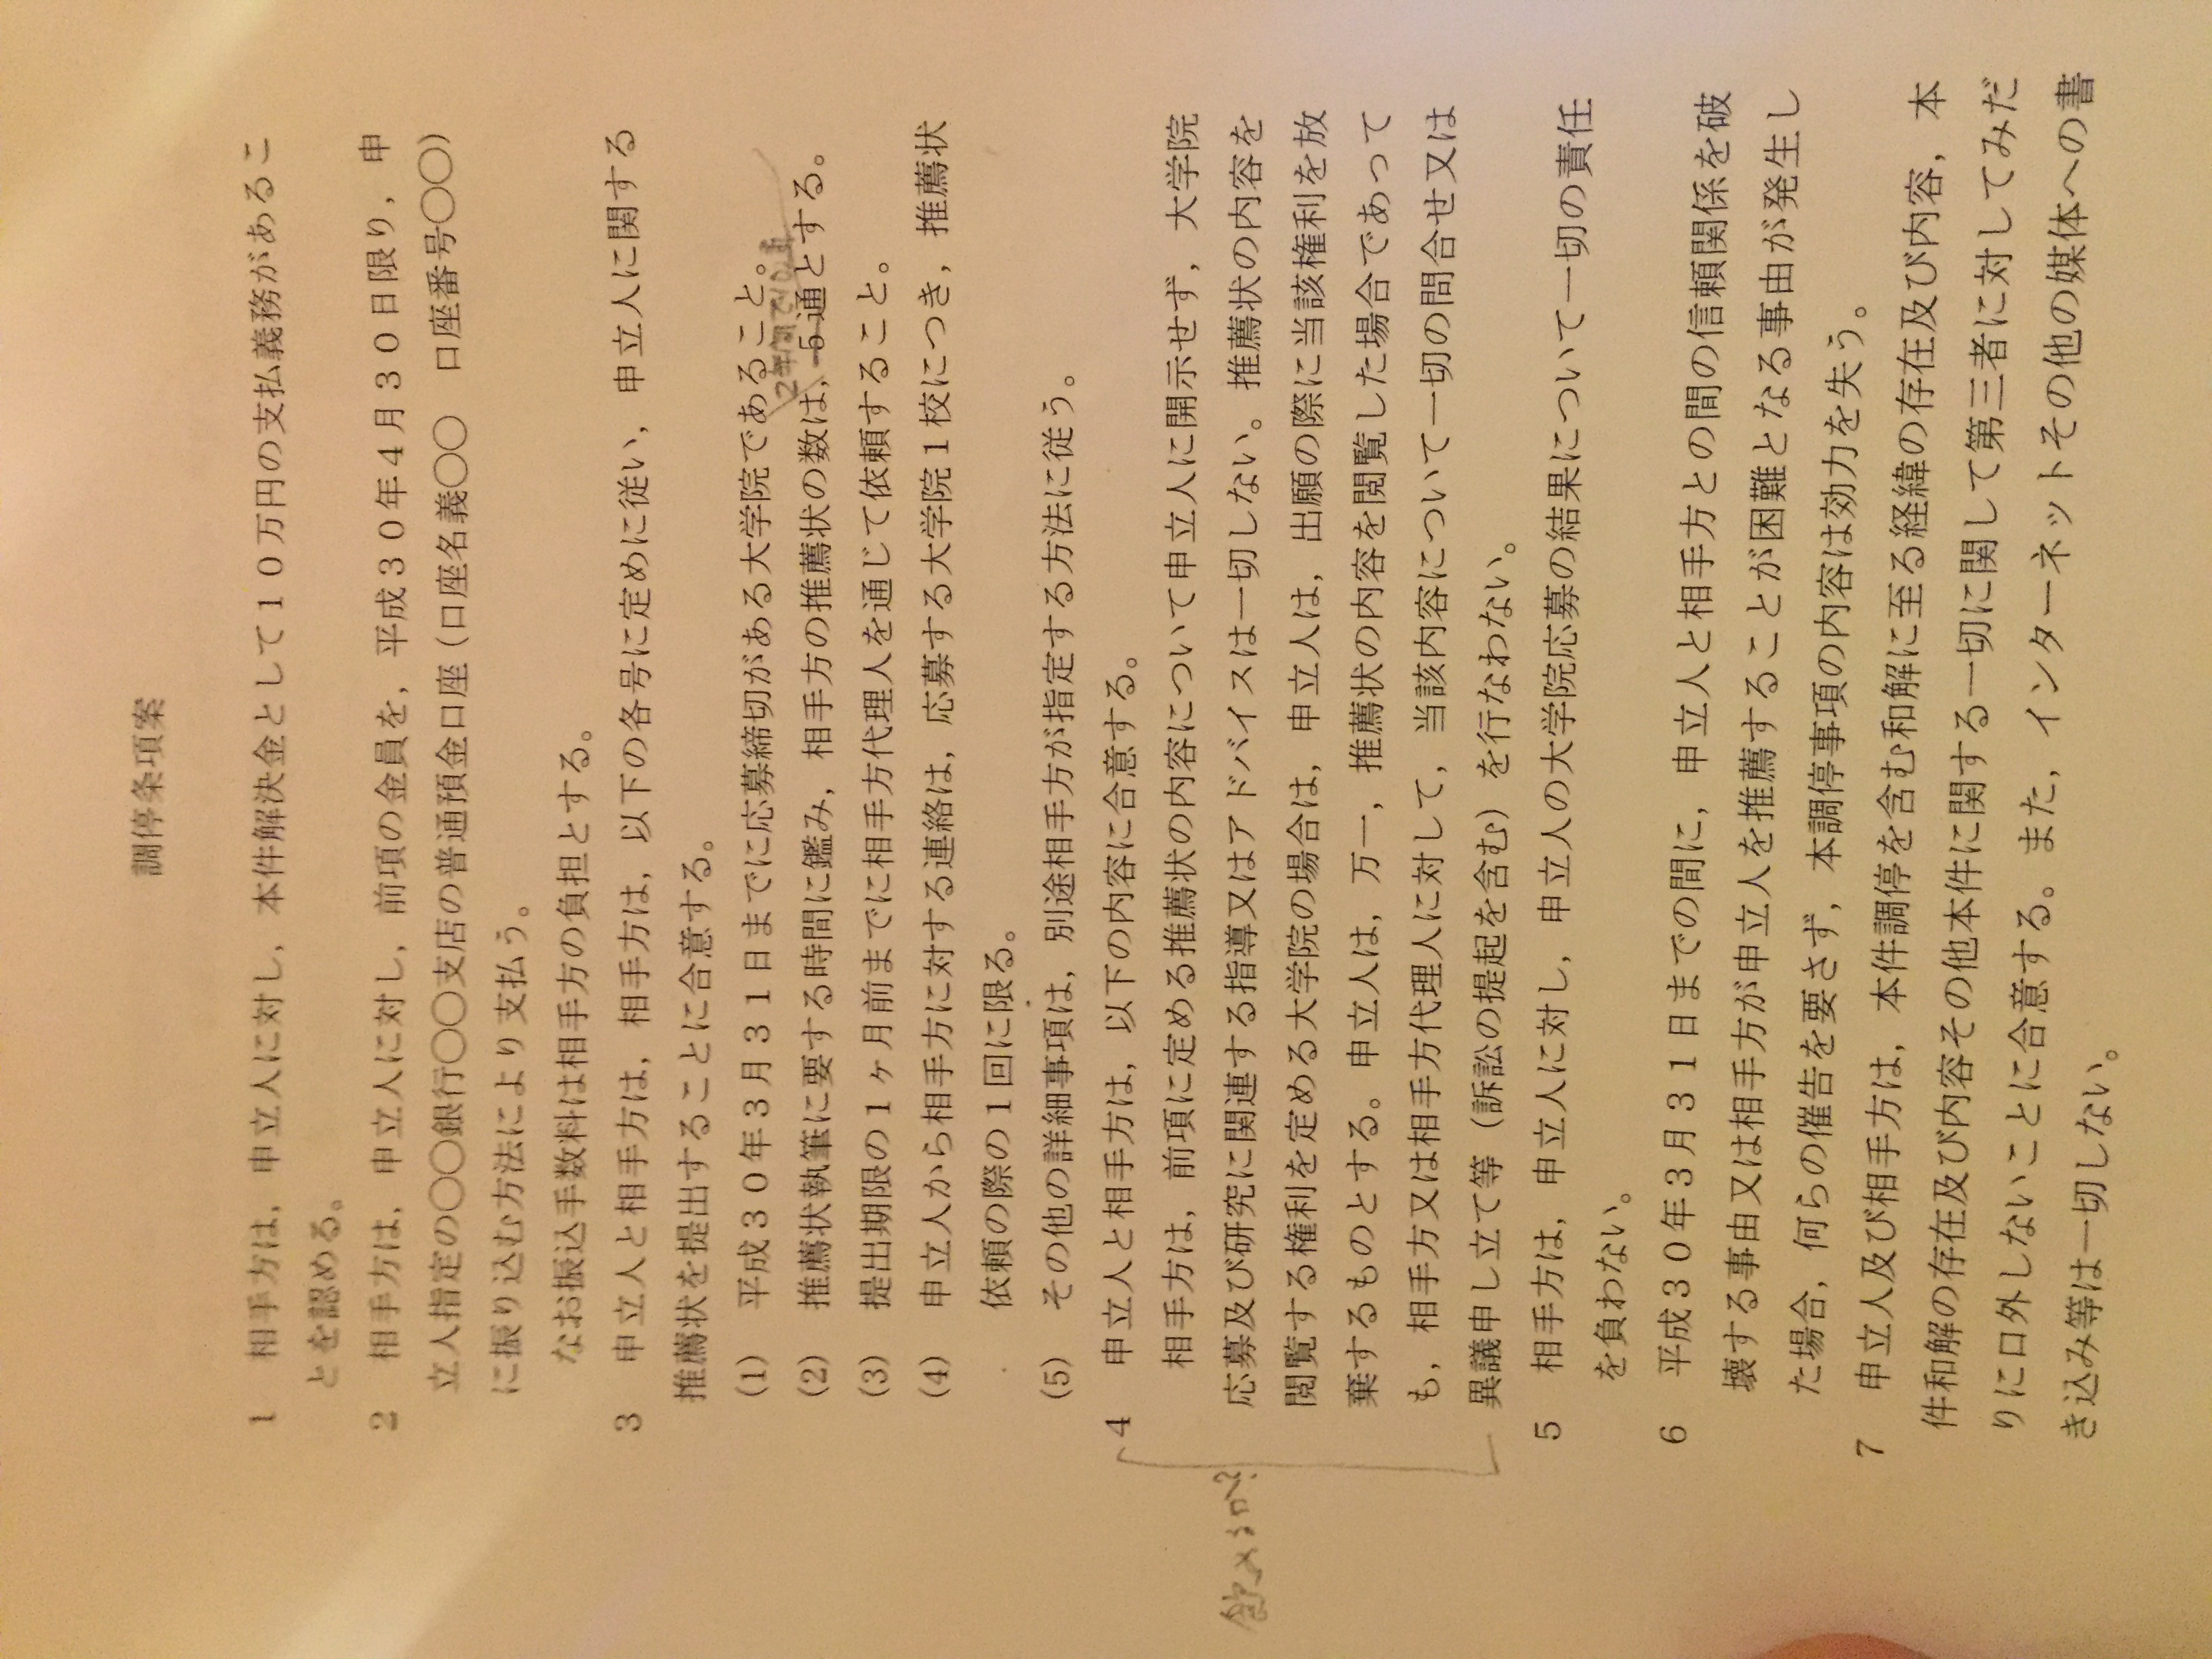 調停条項案
1　相手方は，申立人に対し，本件解決金として１０万円の支払義務があるこ
とを認める。
2　相手方は，申立人に対し，前項の金員を，平成３０年４月３０日限り，申
立人指定の〇〇銀行〇〇支店の普通預金口座（口座名義〇〇　口座番号〇〇）
に振り込む方法により支払う。
なお振込手数料は相手方の負担とする。
3　申立人と相手方は，相手方は，以下の各号に定めに従い，申立人に関する
推薦状を提出することに合意する。
(1)　平成３０年３月３１日までに応募締切がある大学院であること。
2年間で10通
(2)　推薦状執筆に要する時間に鑑み，相手方の推薦状の数は，５通とする。
(3)　提出期限の１ヶ月前までに相手方代理人を通じて依頼すること。
(4)　申立人から相手方に対する連絡は，応募する大学院１校につき，推薦状
依頼の際の１回に限る。
(5)　その他の詳細事項は，別途相手方が指定する方法に従う。
4　申立人と相手方は，以下の内容に合意する。
相手方は，前項に定める推薦状の内容について申立人に開示せず，大学院
飲めるか?
応募及び研究に関連する指導又はアドバイスは一切しない。推薦状の内容を
閲覧する権利を定める大学院の場合は，申立人は，出願の際に当該権利を放
棄するものとする。申立人は，万一，推薦状の内容を閲覧した場合であって
も，相手方又は相手方代理人に対して，当該内容について一切の問合せ又は
異議申し立て等（訴訟の提起を含む）を行なわない。
5　相手方は，申立人に対し，申立人の大学院応募の結果について一切の責任
を負わない。
6　平成３０年３月３１日までの間に，申立人と相手方との間の信頼関係を破
壊する事由又は相手方が申立人を推薦することが困難となる事由が発生し
た場合，何らの催告を要さず，本調停事項の内容は効力を失う。
7　申立人及び相手方は，本件調停を含む和解に至る経緯の存在及び内容，本
件和解の存在及び内容その他本件に関する一切に関して第三者に対してみだ
りに口外しないことに合意する。また，インターネットその他の媒体への書
き込み等は一切しない。